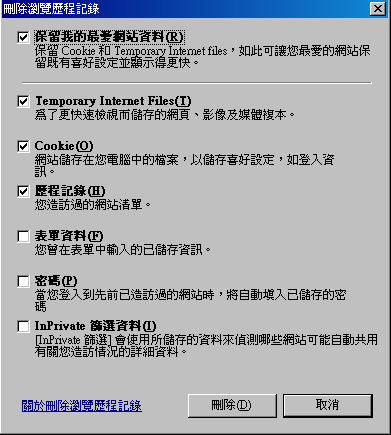 刪除瀏覽歷程記錄
保留我的最愛網站資料(R)
保留 Cookie 和 Temporary Internet files，如此可讓您最愛的網站保
留既有喜好設定並顯示得更快。
Temporary Internet Files(T)
為了更快速檢視而儲存的網頁、影像及媒體複本。
Cookie(O)
網站儲存在您電腦中的檔案，以儲存喜好設定，如登入資
訊。
歷程記錄(H)
您造訪過的網站清單。
表單資料(F)
您曾在表單中輸入的已儲存資訊。
密碼(P)
當您登入到先前已造訪過的網站時，將自動填入已儲存的密
碼
InPrivate 篩選資料(I)
[InPrivate 篩選] 會使用所儲存的資料來偵測哪些網站可能自動共用
有關您造訪情況的詳細資料。
關於刪除瀏覽歷程記錄
刪除(D)
取消